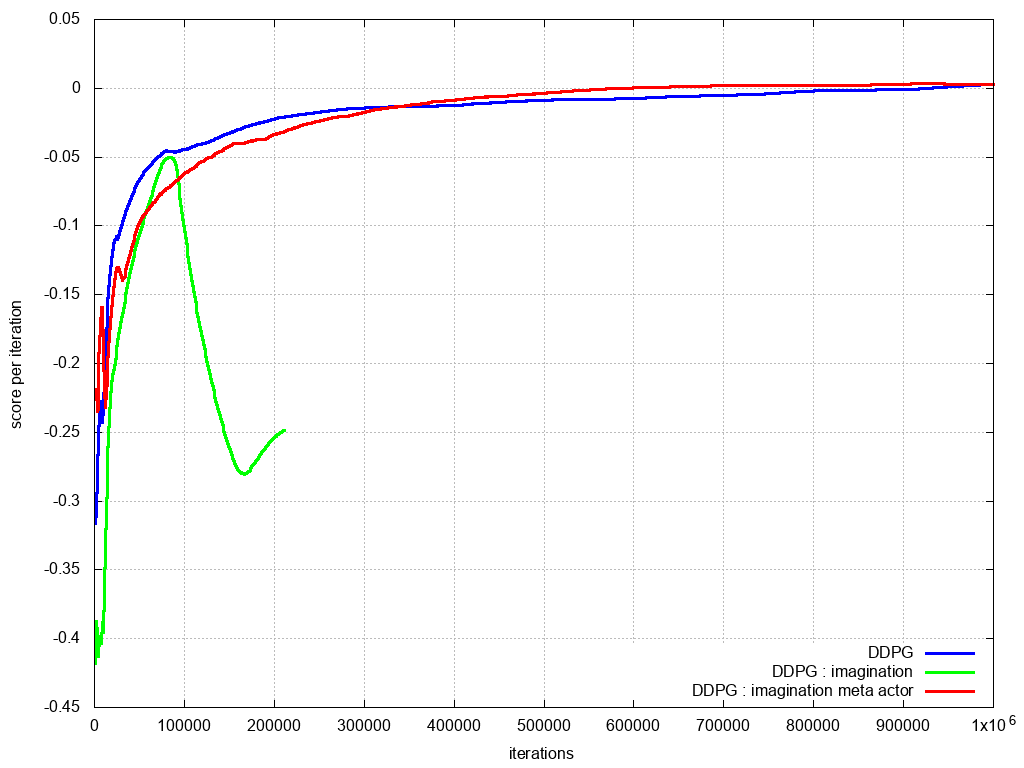 0.05
0
-0.05
-0.1
-0.15
-0.2
-0.25
-0.3
-0.35
-0.4
-0.45
score per iteration
DDPG
DDPG : imagination
DDPG : imagination meta actor
0 100000 200000 300000 400000 500000 600000 700000 800000 900000 1x10^6
iterations